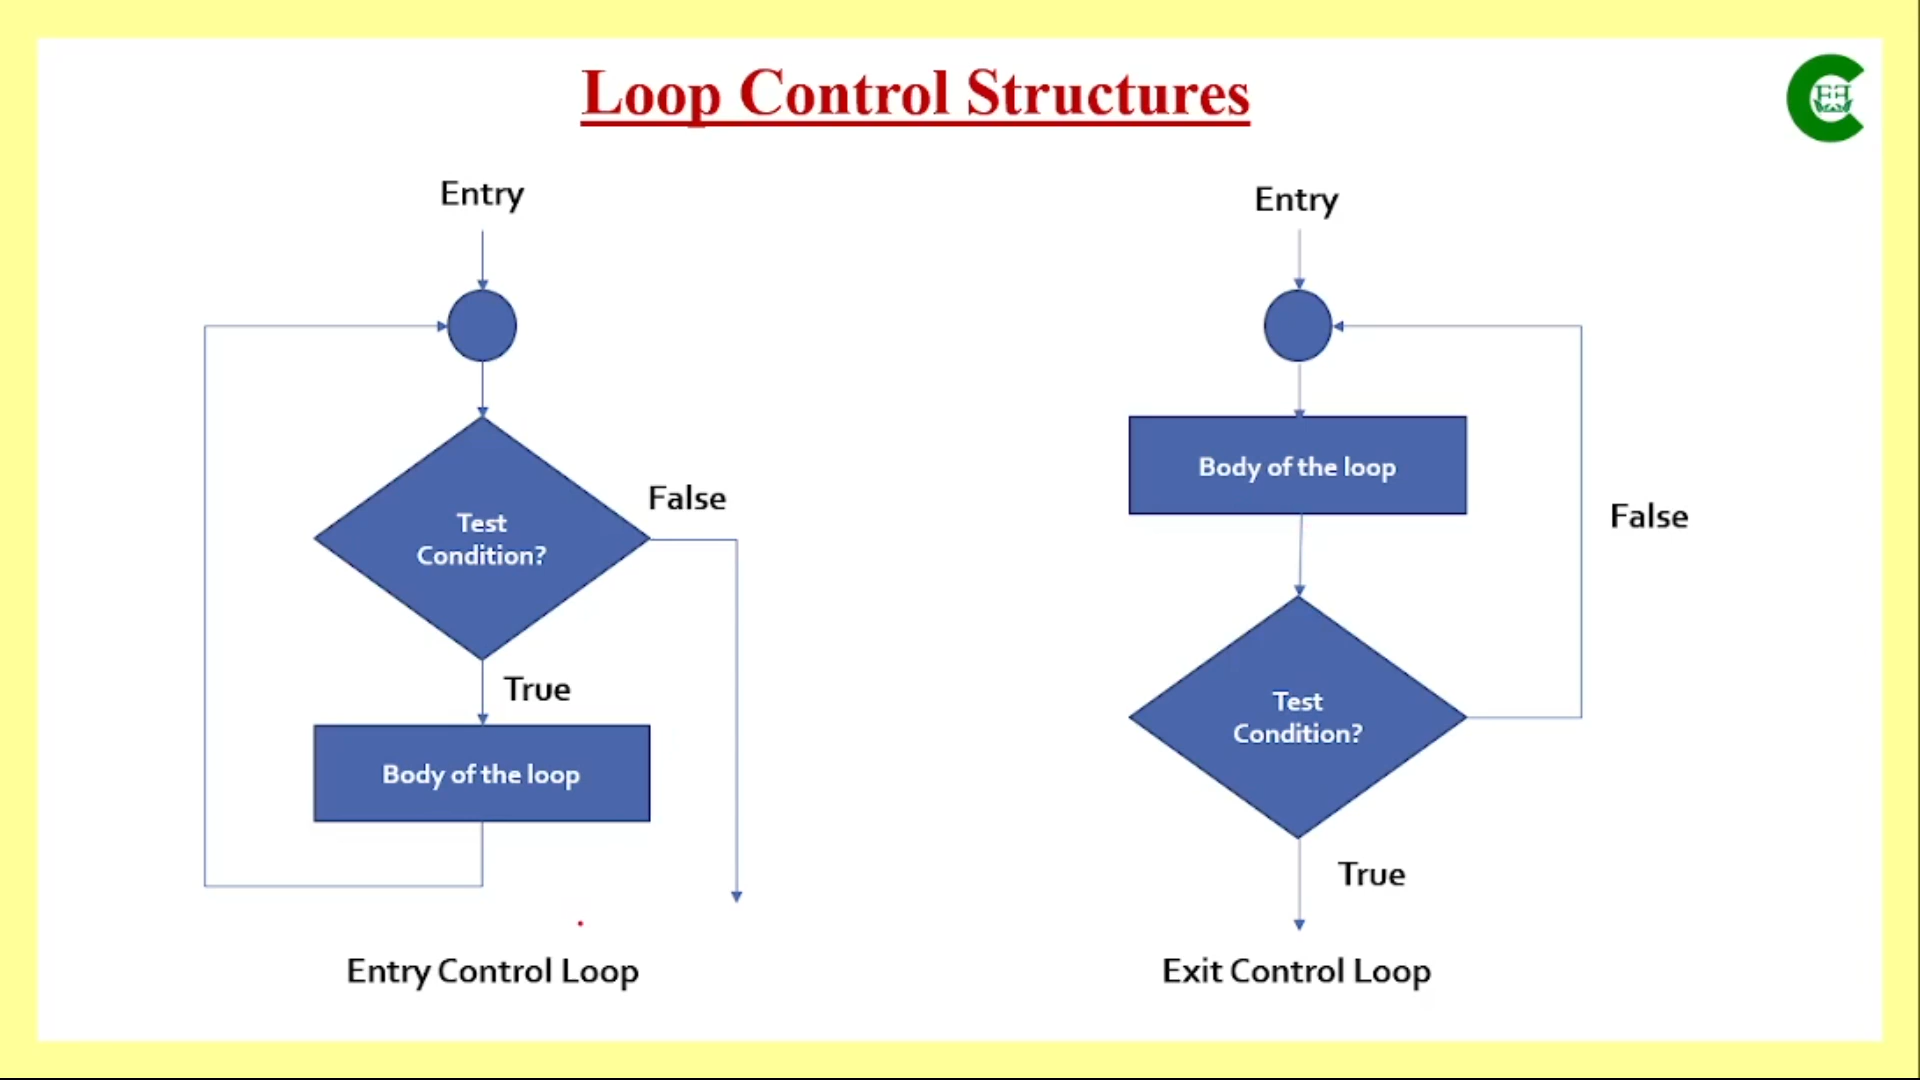 Loop Control Structures
Entry
Test
Condition?
False
True
Body of the loop
Entry Control Loop
Entry
Body of the loop
False
Test
Condition?
True
Exit Control Loop